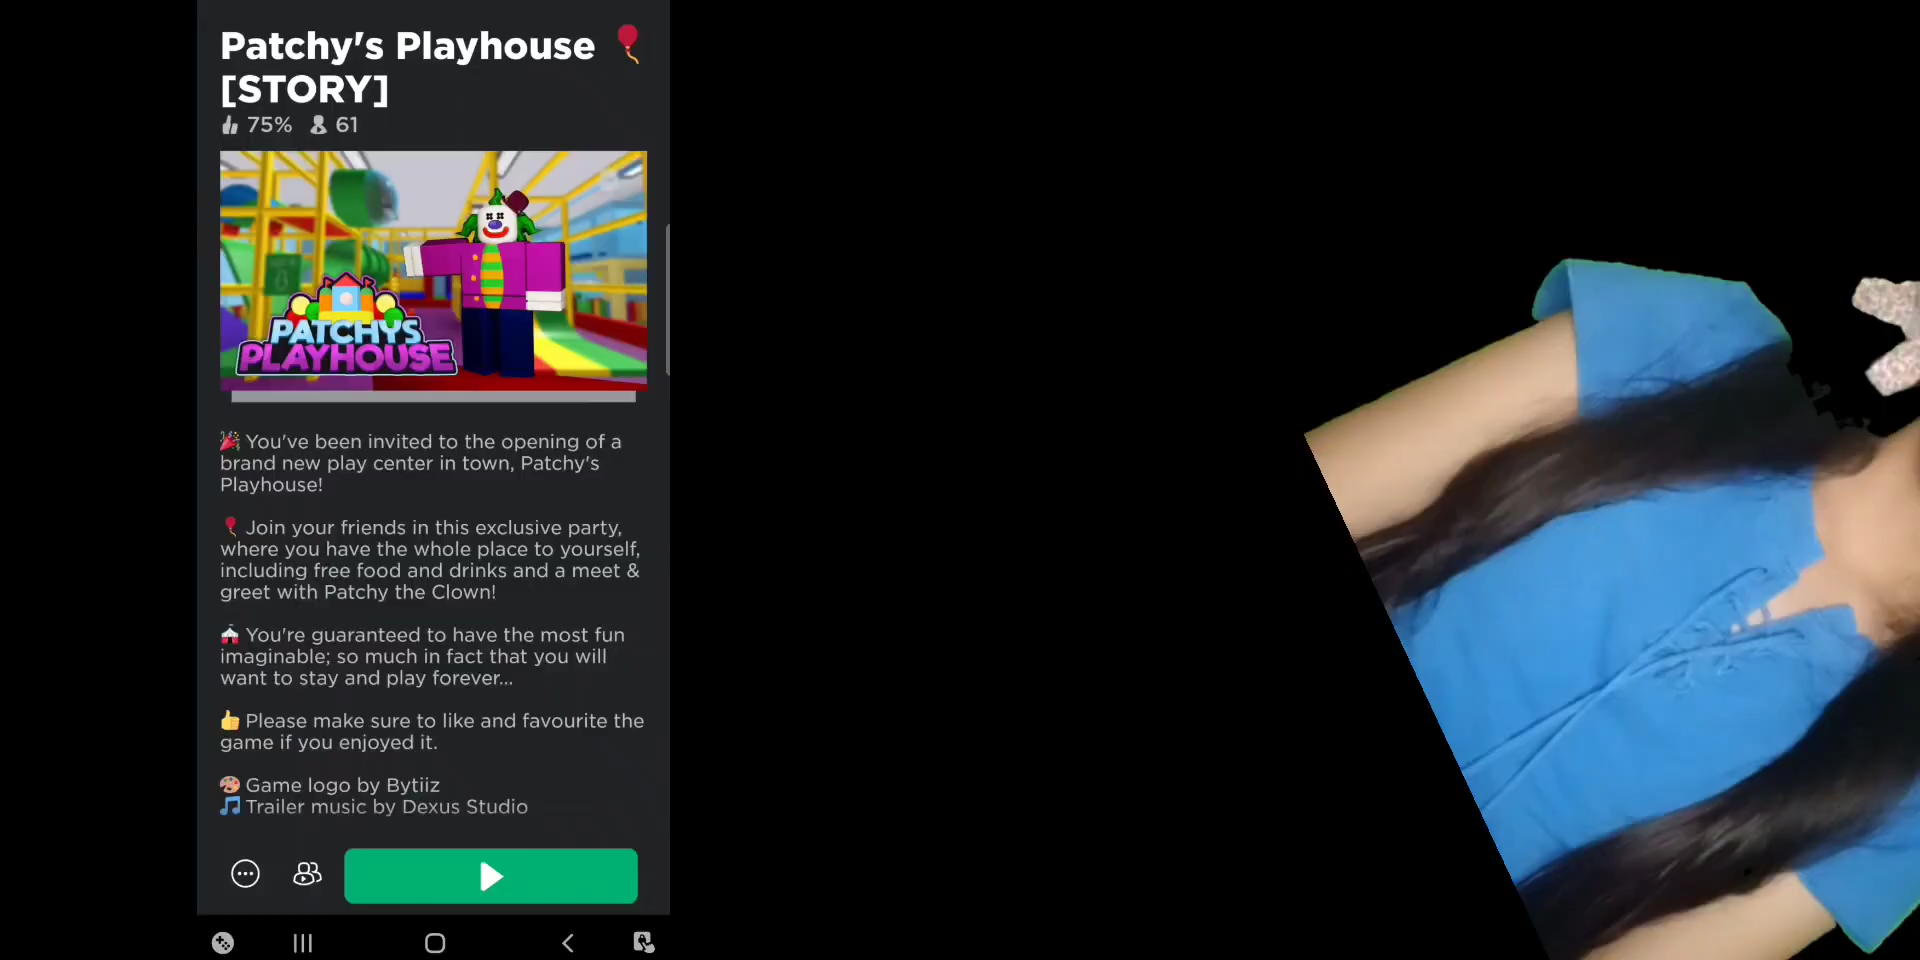 Patchy's Playhouse 🎈
[STORY]
75% 61
PATCHYS
PLAYHOUSE
🎉 You've been invited to the opening of a
brand new play center in town, Patchy's
Playhouse!
🎈 Join your friends in this exclusive party,
where you have the whole place to yourself,
including free food and drinks and a meet &
greet with Patchy the Clown!
🎪 You're guaranteed to have the most fun
imaginable; so much in fact that you will
want to stay and play forever...
👍 Please make sure to like and favourite the
game if you enjoyed it.
🎨 Game logo by Bytiiz
🎵 Trailer music by Dexus Studio